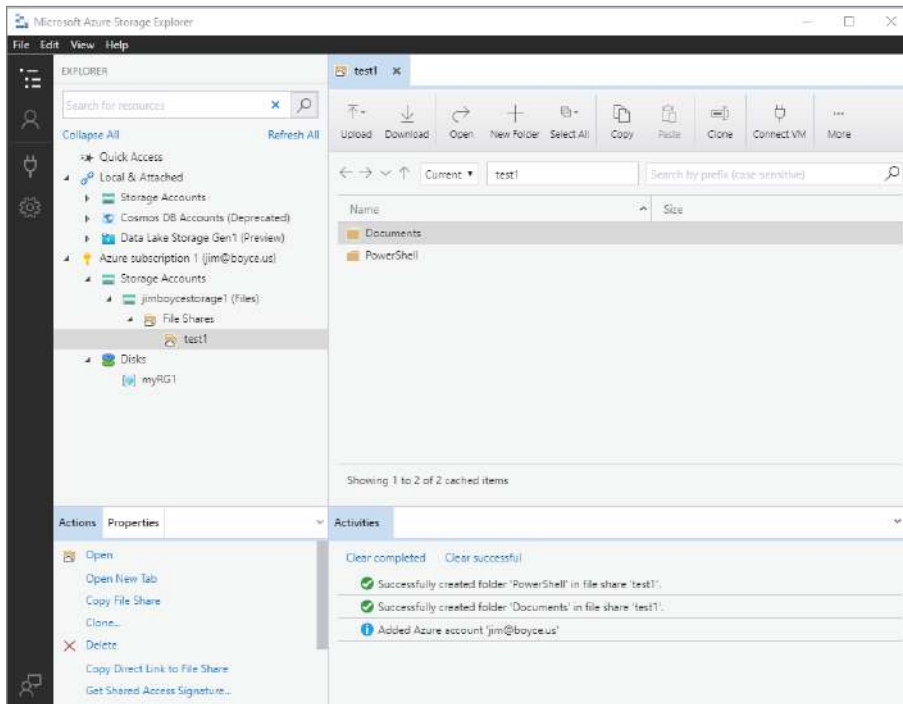 Microsoft Azure Storage Explorer
File Edit View Help
EXPLORER
Search for resources
Collapse All Refresh All
Quick Access
Local & Attached
Storage Accounts
Cosmos DB Accounts (Deprecated)
Data Lake Storage Gen1 (Preview)
Azure subscription 1 (jim@boyce.us)
Storage Accounts
jimboycestorage1 (Files)
File Shares
test1
Disks
myRG1
test1
Upload Download Open New Folder Select All Copy Paste Clone Connect VM More
Current test1 Search by prefix (case-sensitive)
Name Size
Documents
PowerShell
Showing 1 to 2 of 2 cached items
Actions Properties
Open
Open New Tab
Copy File Share
Clone...
Delete
Copy Direct Link to File Share
Get Shared Access Signature...
Activities
Clear completed Clear successful
Successfully created folder 'PowerShell' in file share 'test1'.
Successfully created folder 'Documents' in file share 'test1'.
Added Azure account 'jim@boyce.us'